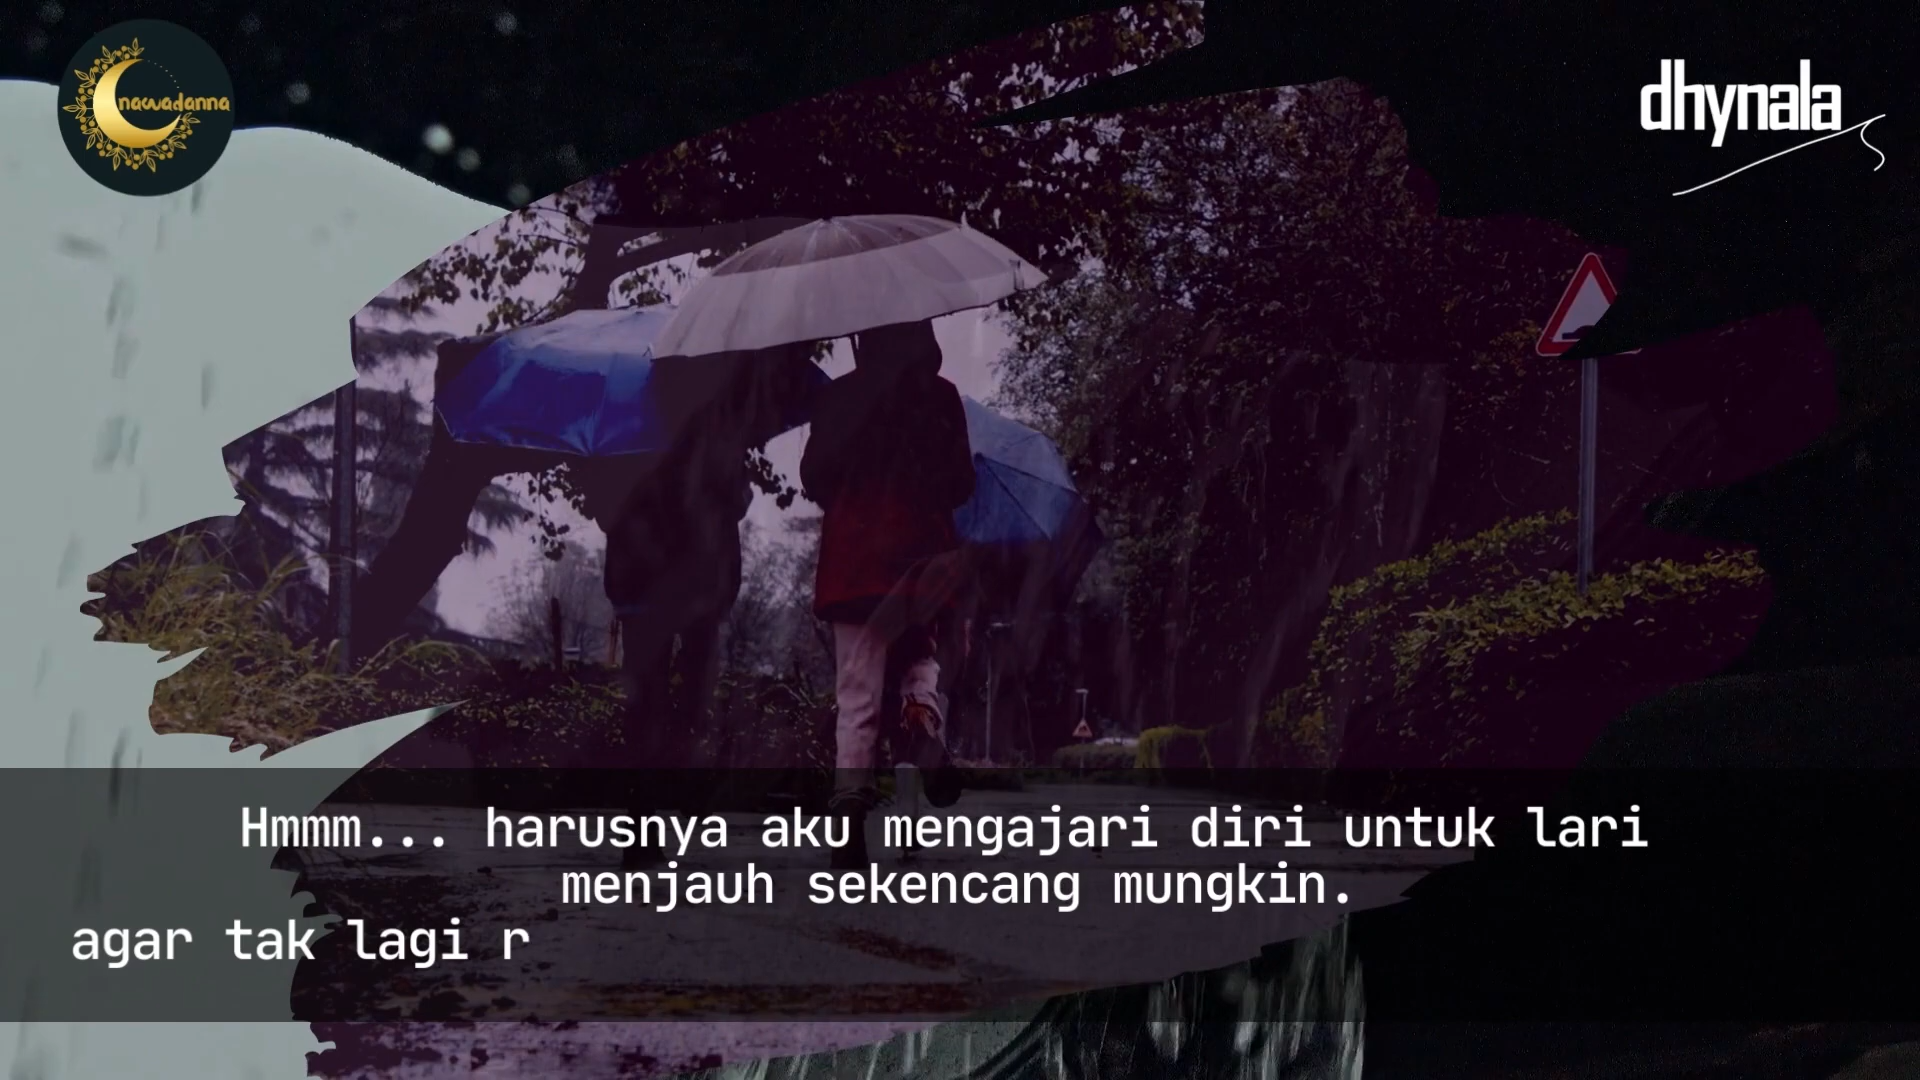 nawadanna
dhynala
Hmmm... harusnya aku mengajari diri untuk lari
menjauh sekencang mungkin.
agar tak lagi r